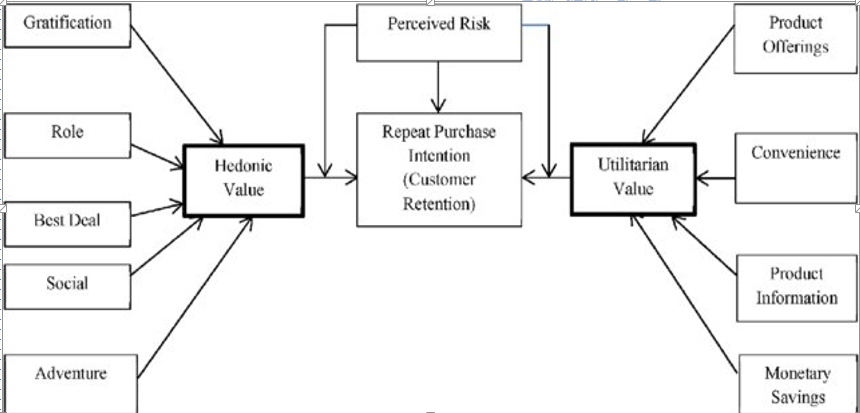 Gratification
Perceived Risk
Product
Offerings
Role
Repeat Purchase
Intention
(Customer
Retention)
Hedonic
Value
Utilitarian
Value
Convenience
Best Deal
Social
Product
Information
Adventure
Monetary
Savings